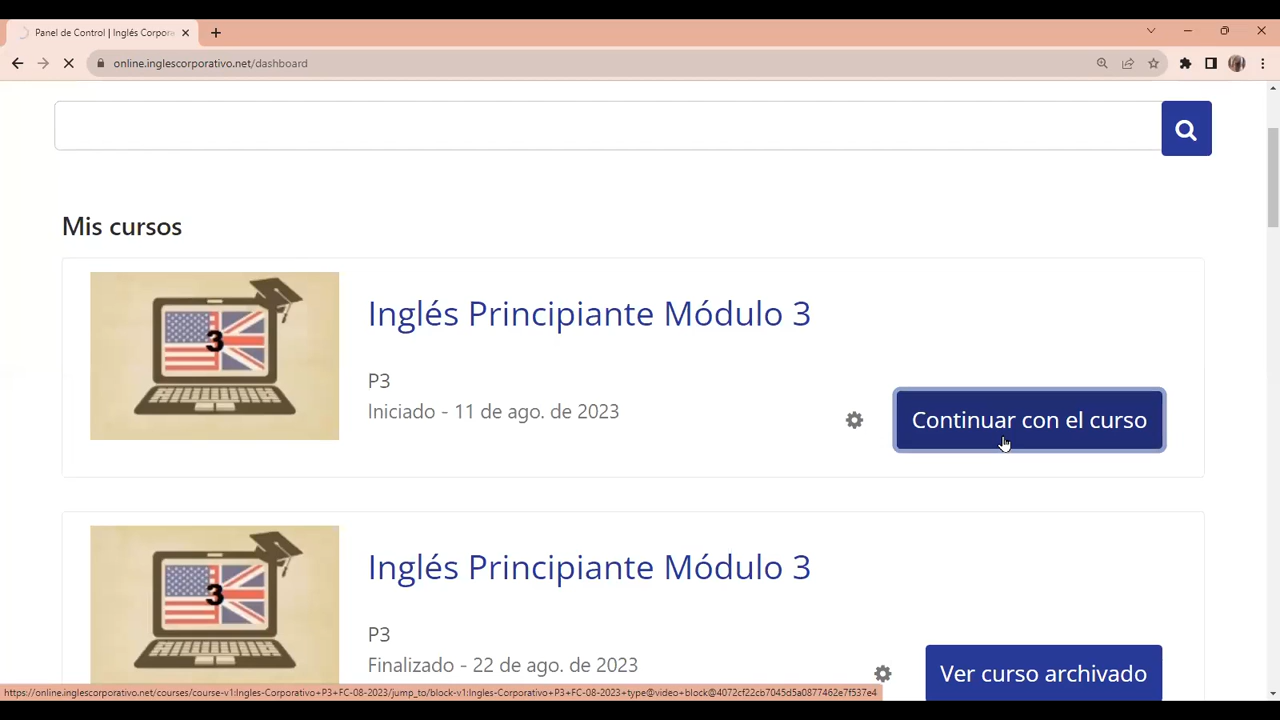 Panel de Control | Inglés Corpora
online.inglescorporativo.net/dashboard
Mis cursos
3
Inglés Principiante Módulo 3
P3
Iniciado - 11 de ago. de 2023
Continuar con el curso
3
Inglés Principiante Módulo 3
P3
Finalizado - 22 de ago. de 2023
Ver curso archivado
https://online.inglescorporativo.net/courses/course-v1:Ingles-Corporativo+P3+FC-08-2023/jump_to/block-v1:Ingles-Corporativo+P3+FC-08-2023+type@video+block@4072cf22cb7045d5a0877462e7f537e4